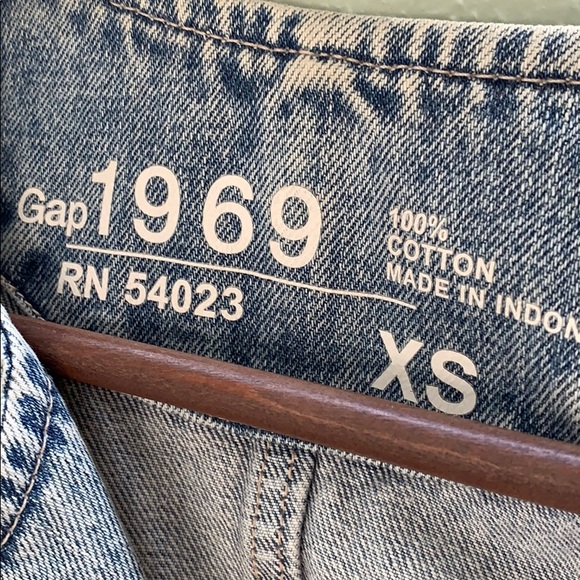 Gap 1969
RN 54023
100%
COTTON
MADE IN INDON
XS